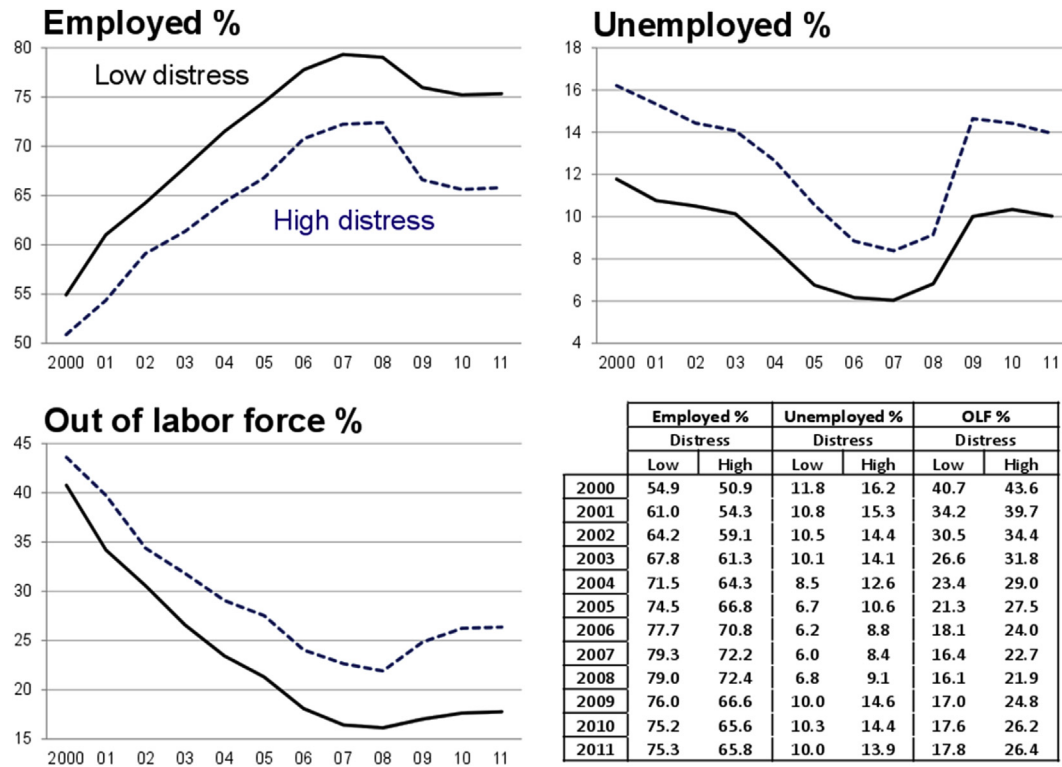 Employed %
80
75
70
65
60
55
50
Low distress
High distress
2000 01 02 03 04 05 06 07 08 09 10 11
Unemployed %
18
16
14
12
10
8
6
4
2000 01 02 03 04 05 06 07 08 09 10 11
Out of labor force %
45
40
35
30
25
20
15
2000 01 02 03 04 05 06 07 08 09 10 11
Employed % Unemployed % OLF %
Distress Distress Distress
Low High Low High Low High
2000 54.9 50.9 11.8 16.2 40.7 43.6
2001 61.0 54.3 10.8 15.3 34.2 39.7
2002 64.2 59.1 10.5 14.4 30.5 34.4
2003 67.8 61.3 10.1 14.1 26.6 31.8
2004 71.5 64.3 8.5 12.6 23.4 29.0
2005 74.5 66.8 6.7 10.6 21.3 27.5
2006 77.7 70.8 6.2 8.8 18.1 24.0
2007 79.3 72.2 6.0 8.4 16.4 22.7
2008 79.0 72.4 6.8 9.1 16.1 21.9
2009 76.0 66.6 10.0 14.6 17.0 24.8
2010 75.2 65.6 10.3 14.4 17.6 26.2
2011 75.3 65.8 10.0 13.9 17.8 26.4